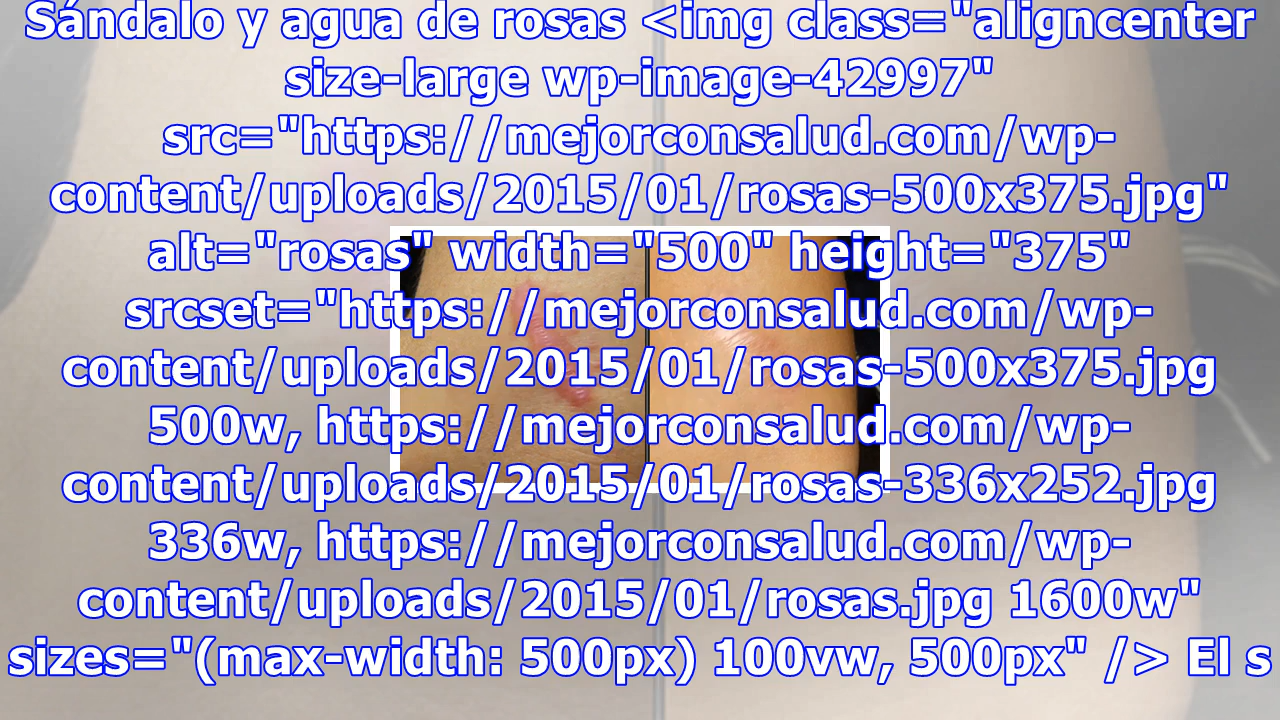 Sándalo y agua de rosas <img class="aligncenter
size-large wp-image-42997"
src="https://mejorconsalud.com/wp-
content/uploads/2015/01/rosas-500x375.jpg"
alt="rosas" width="500" height="375"
srcset="https://mejorconsalud.com/wp-
content/uploads/2015/01/rosas-500x375.jpg
500w, https://mejorconsalud.com/wp-
content/uploads/2015/01/rosas-336x252.jpg
336w, https://mejorconsalud.com/wp-
content/uploads/2015/01/rosas.jpg 1600w"
sizes="(max-width: 500px) 100vw, 500px" /> El s